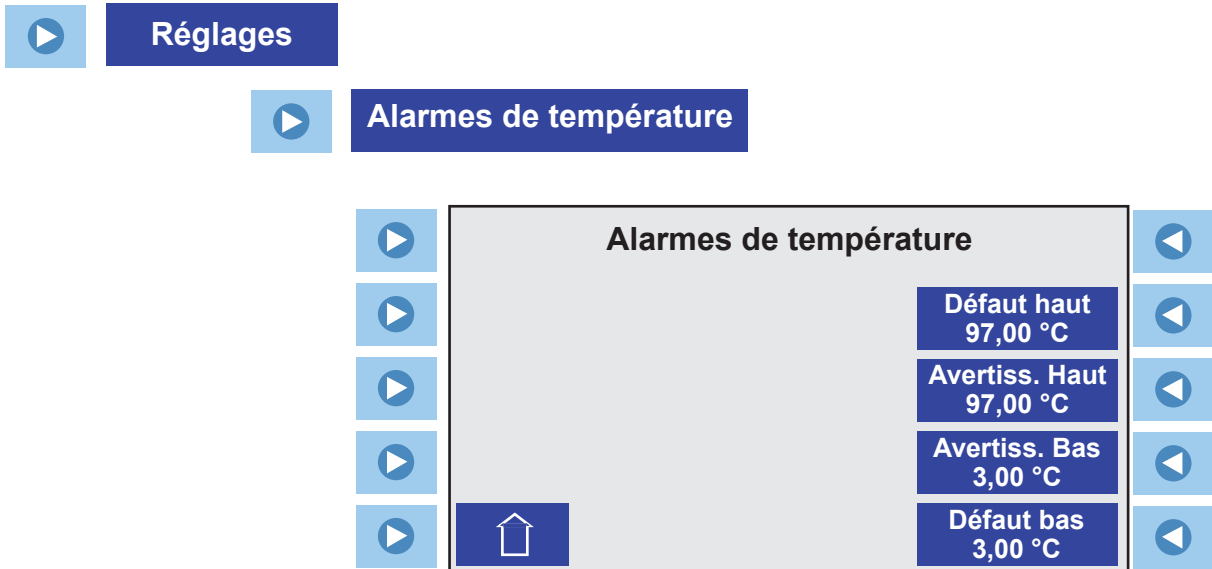 Réglages
Alarmes de température
Alarmes de température
Défaut haut
97,00 °C
Avertiss. Haut
97,00 °C
Avertiss. Bas
3,00 °C
Défaut bas
3,00 °C